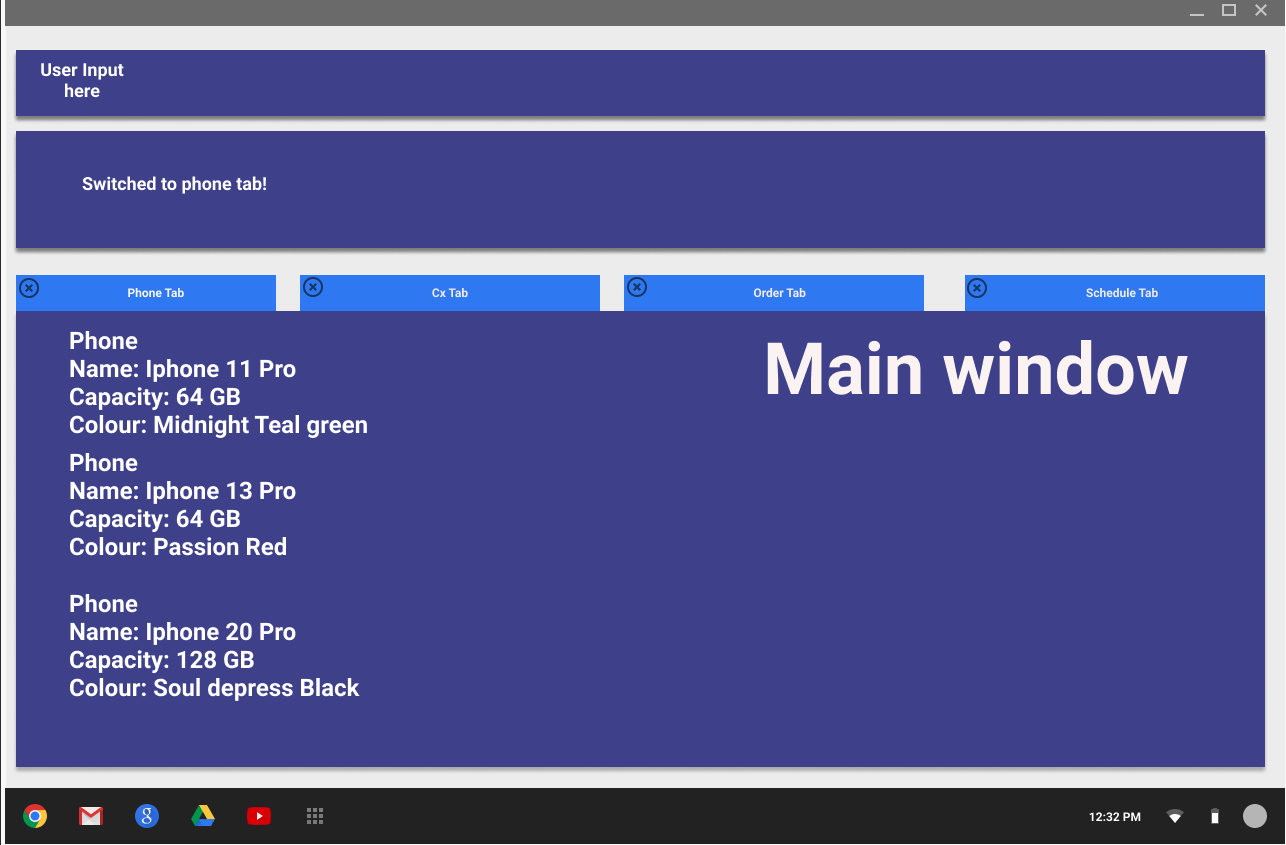 User Input
here
Switched to phone tab!
Phone Tab
Cx Tab
Order Tab
Schedule Tab
Main window
Phone
Name: Iphone 11 Pro
Capacity: 64 GB
Colour: Midnight Teal green
Phone
Name: Iphone 13 Pro
Capacity: 64 GB
Colour: Passion Red
Phone
Name: Iphone 20 Pro
Capacity: 128 GB
Colour: Soul depress Black
12:32 PM